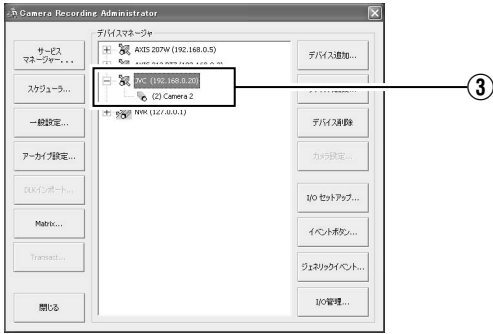 Camera Recording Administrator
デバイスマネージャ
サービス
マネージャー...
スケジューラ...
一般設定...
アーカイブ設定...
DLKインポート...
Matrix...
Transact...
閉じる
AXIS 207W (192.168.0.5)
JVC (192.168.0.20)
(2) Camera 2
NVR (127.0.0.1)
デバイス追加...
デバイス削除
カメラ設定...
I/O セットアップ...
イベントボタン...
ジェネリックイベント...
I/O管理...
③